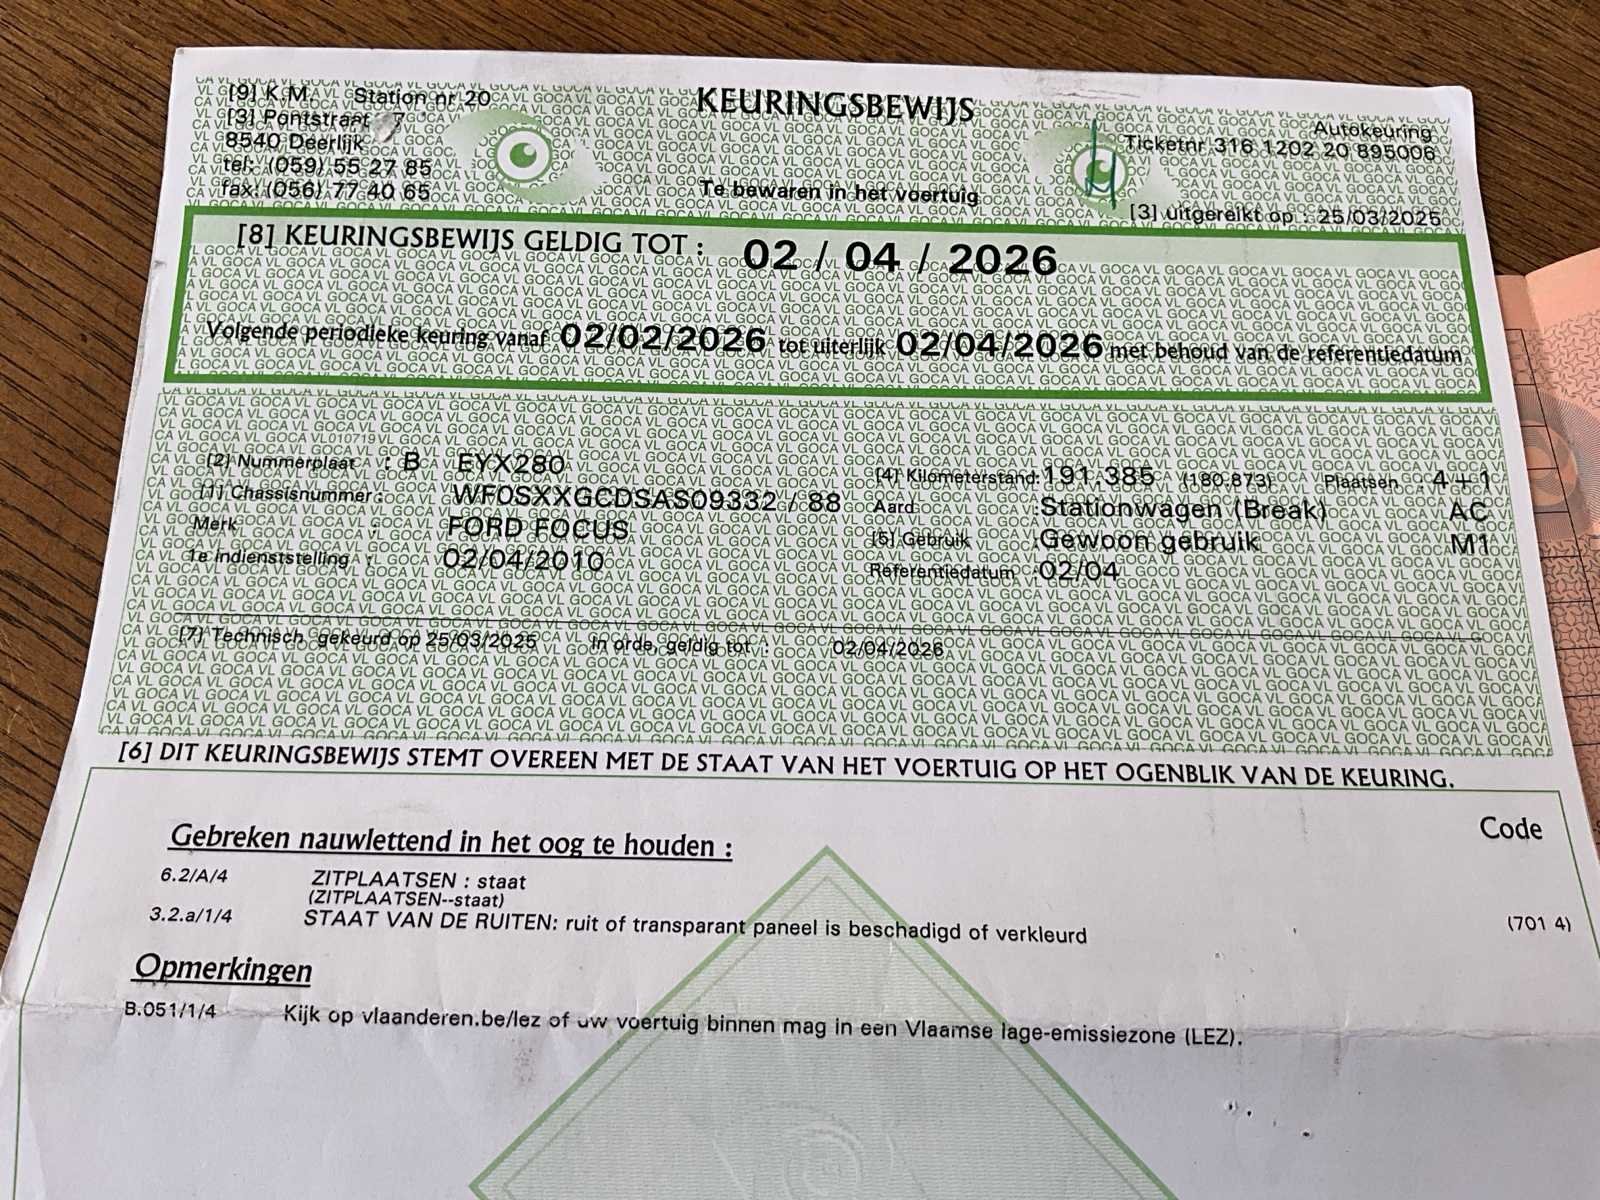 [9] K.M. Station nr 20
[3] Pontstraat 7
8540 Deerlijk
tel: (059) 55 27 85
fax: (056) 77 40 65
KEURINGSBEWIJS
Te bewaren in het voertuig
Autokeuring
Ticketnr 316 1202 20 895006
[3] uitgereikt op : 25/03/2025
[8] KEURINGSBEWIJS GELDIG TOT : 02 / 04 / 2026
Volgende periodieke keuring vanaf 02/02/2026 tot uiterlijk 02/04/2026 met behoud van de referentiedatum
[2] Nummerplaat : B EYX280
[1] Chassisnummer : WF0SXXGCDSAS09332 / 88
Merk : FORD FOCUS
1e indienststelling : 02/04/2010
[4] Kilometerstand: 191.385 (180.873) Plaatsen : 4+1
Aard :Stationwagen (Break) AC
[5] Gebruik :Gewoon gebruik M1
Referentiedatum :02/04
[7] Technisch gekeurd op 25/03/2025 In orde, geldig tot : 02/04/2026
[6] DIT KEURINGSBEWIJS STEMT OVEREEN MET DE STAAT VAN HET VOERTUIG OP HET OGENBLIK VAN DE KEURING.
Code
Gebreken nauwlettend in het oog te houden :
6.2/A/4 ZITPLAATSEN : staat
(ZITPLAATSEN--staat)
3.2.a/1/4 STAAT VAN DE RUITEN: ruit of transparant paneel is beschadigd of verkleurd (701 4)
Opmerkingen
B.051/1/4 Kijk op vlaanderen.be/lez of uw voertuig binnen mag in een Vlaamse lage-emissiezone (LEZ).